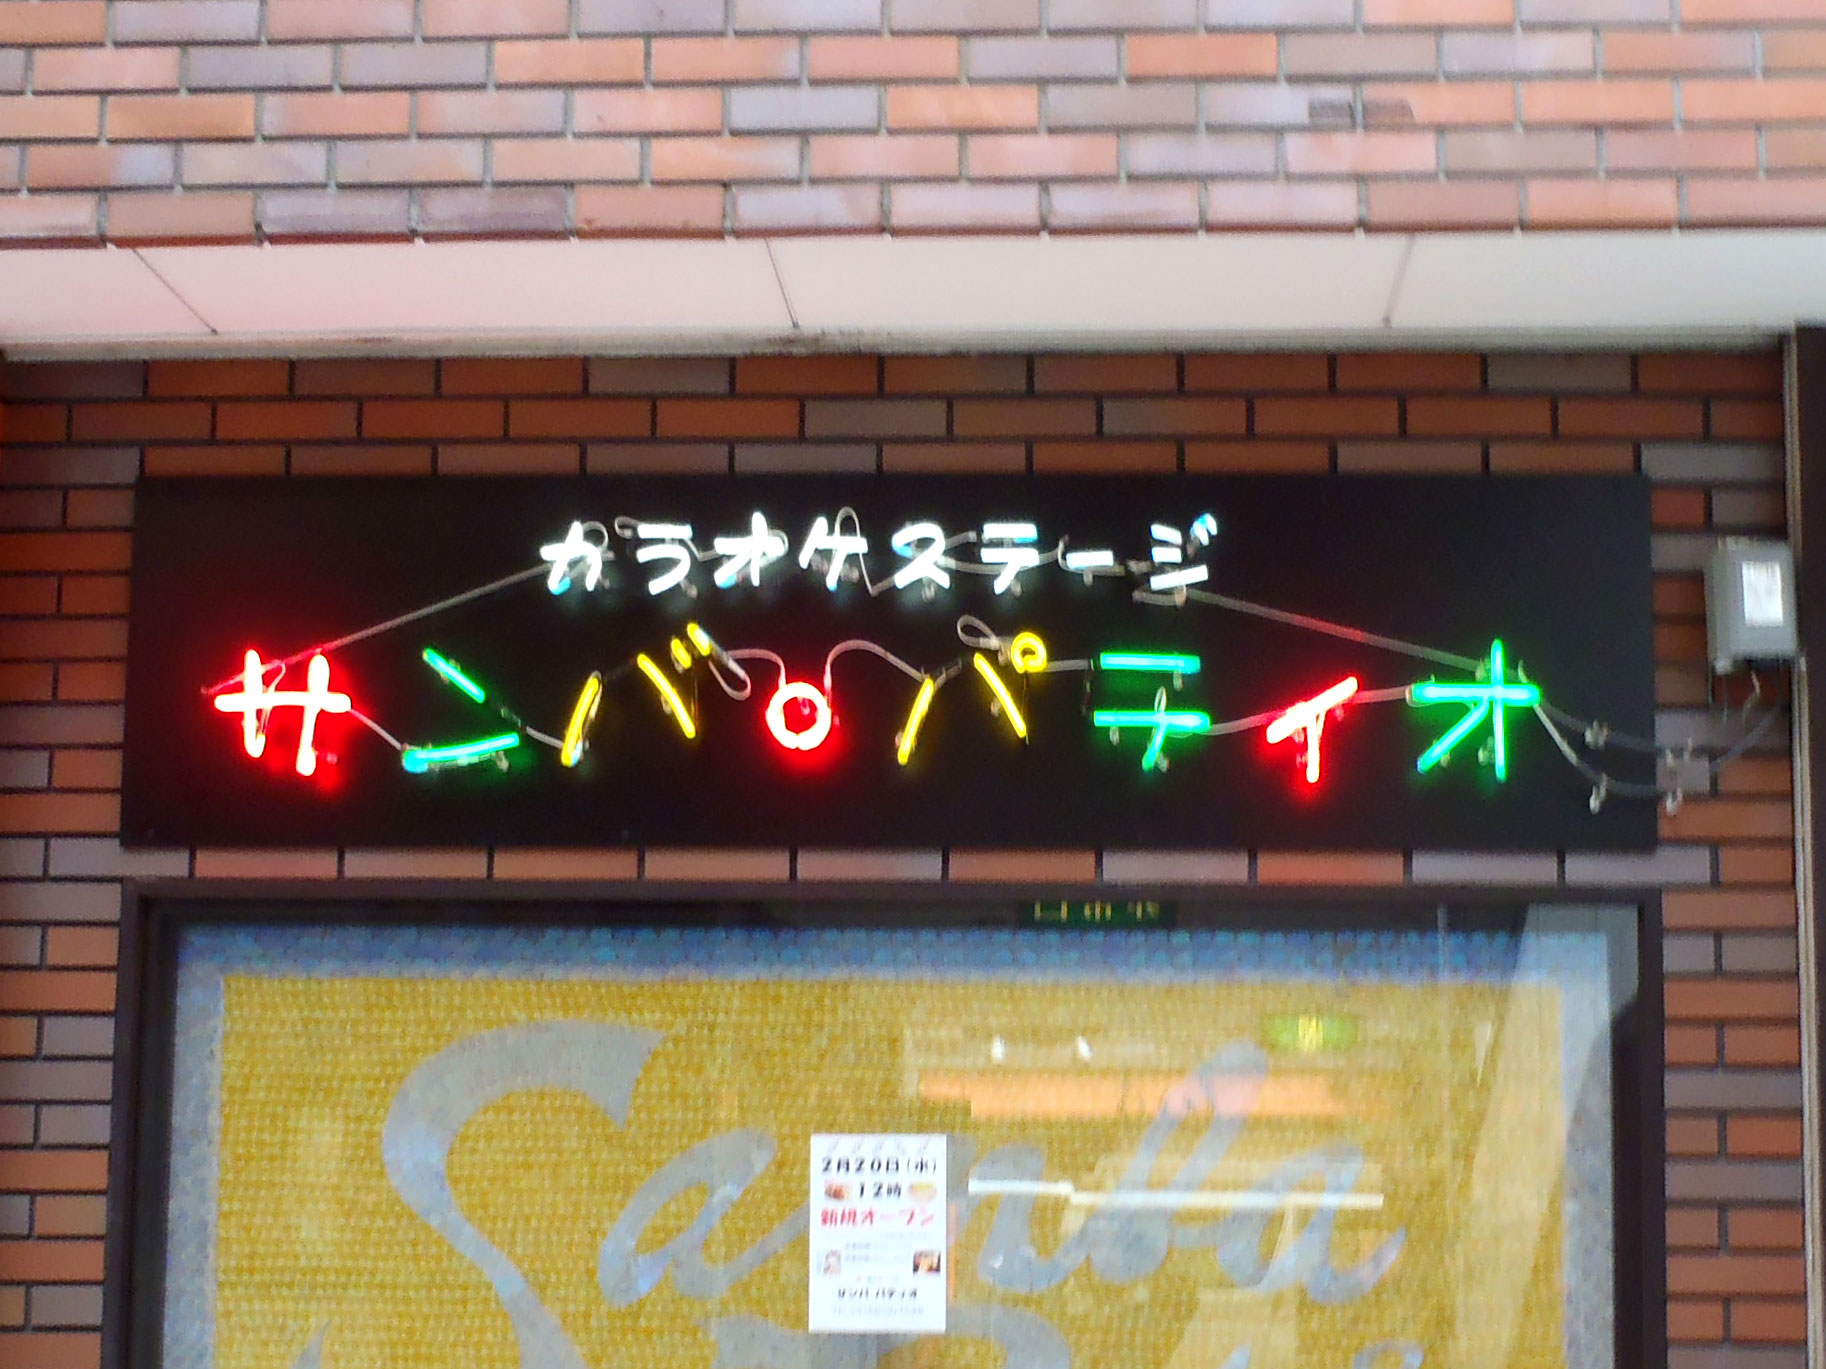 カラオケステージ
サンバ○パティオ
Samba
2月20日(水)
12時
新規オープン
サンバパティオ